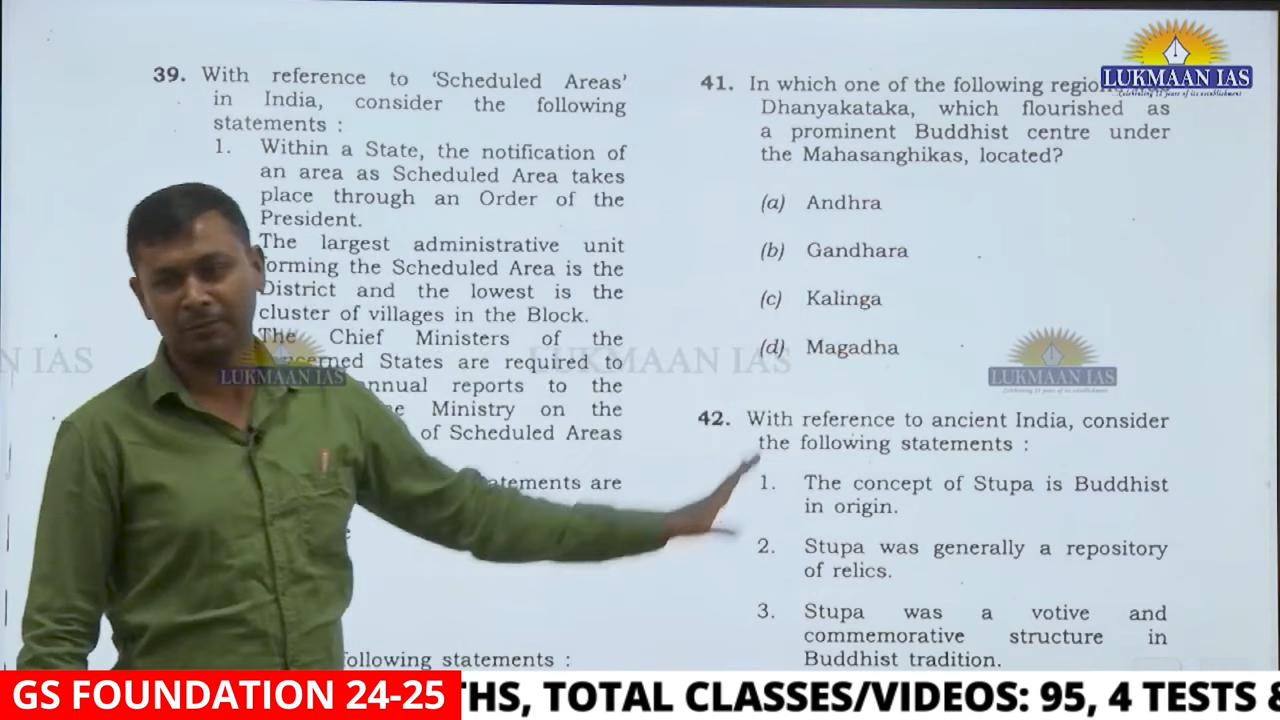 39. With reference to 'Scheduled Areas'
in India, consider the following
statements :
1. Within a State, the notification of
an area as Scheduled Area takes
place through an Order of the
President.
The largest administrative unit
forming the Scheduled Area is the
District and the lowest is the
cluster of villages in the Block.
The Chief Ministers of the
States are required to
annual reports to the
Ministry on the
of Scheduled Areas
are
following statements :
41. In which one of the following
Dhanyakataka, which flourished as
a prominent Buddhist centre under
the Mahasanghikas, located?
(a) Andhra
(b) Gandhara
(c) Kalinga
(d) Magadha
42. With reference to ancient India, consider
the following statements :
1. The concept of Stupa is Buddhist
in origin.
2. Stupa was generally a repository
of relics.
3. Stupa was a votive and
commemorative structure in
Buddhist tradition.
LUKMAAN IAS
Celebrating 15 years of its establishment
N IAS
LUKMAAN IAS
LUKMAAN IAS
LUKMAAN IAS
GS FOUNDATION 24-25
THS, TOTAL CLASSES/VIDEOS: 95, 4 TESTS &